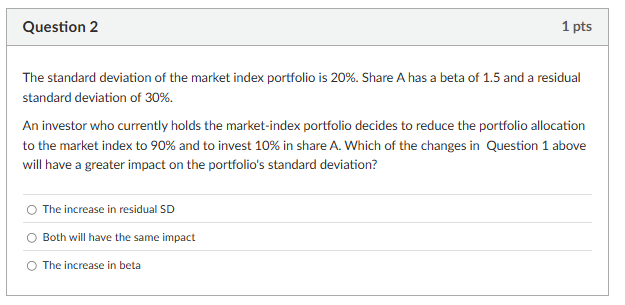 Question 2 1 pts
The standard deviation of the market index portfolio is 20%. Share A has a beta of 1.5 and a residual
standard deviation of 30%.
An investor who currently holds the market-index portfolio decides to reduce the portfolio allocation
to the market index to 90% and to invest 10% in share A. Which of the changes in Question 1 above
will have a greater impact on the portfolio's standard deviation?
The increase in residual SD
Both will have the same impact
The increase in beta